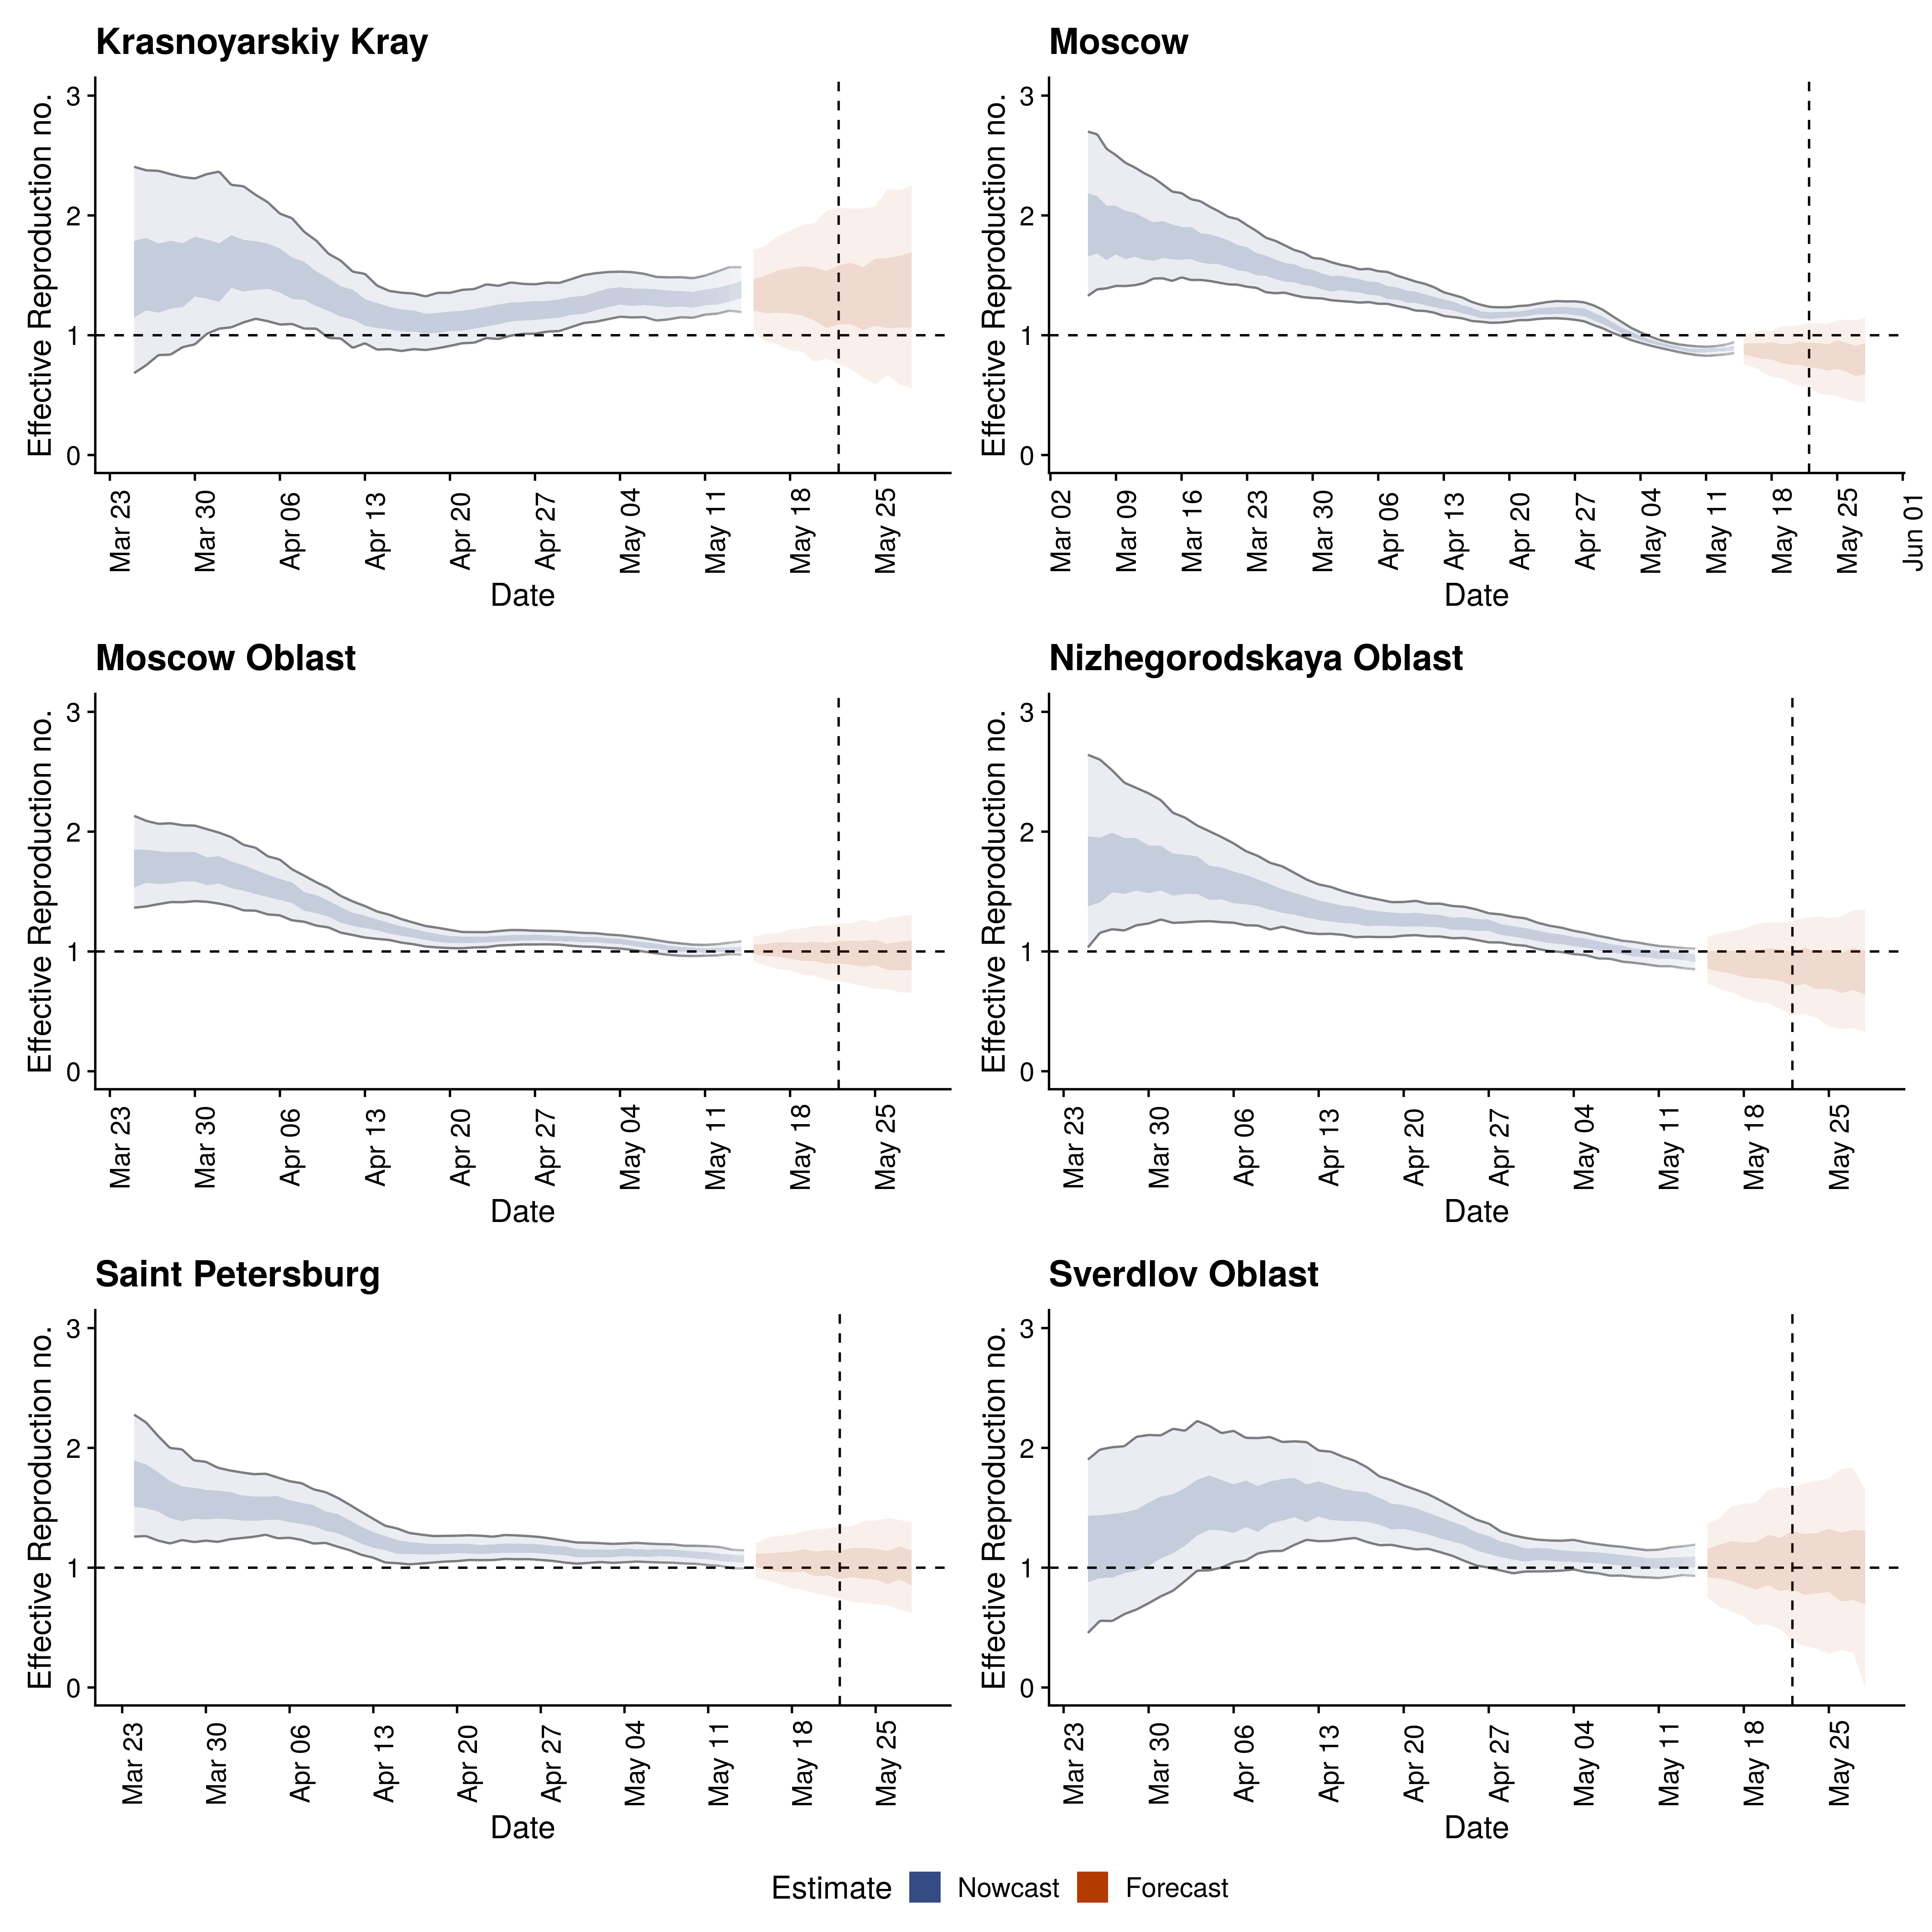 Krasnoyarskiy Kray
Effective Reproduction no.
3
2
1
0
Mar 23
Mar 30
Apr 06
Apr 13
Apr 20
Apr 27
May 04
May 11
May 18
May 25
Date
Moscow
Effective Reproduction no.
3
2
1
0
Mar 02
Mar 09
Mar 16
Mar 23
Mar 30
Apr 06
Apr 13
Apr 20
Apr 27
May 04
May 11
May 18
May 25
Jun 01
Date
Moscow Oblast
Effective Reproduction no.
3
2
1
0
Mar 23
Mar 30
Apr 06
Apr 13
Apr 20
Apr 27
May 04
May 11
May 18
May 25
Date
Nizhegorodskaya Oblast
Effective Reproduction no.
3
2
1
0
Mar 23
Mar 30
Apr 06
Apr 13
Apr 20
Apr 27
May 04
May 11
May 18
May 25
Date
Saint Petersburg
Effective Reproduction no.
3
2
1
0
Mar 23
Mar 30
Apr 06
Apr 13
Apr 20
Apr 27
May 04
May 11
May 18
May 25
Date
Sverdlov Oblast
Effective Reproduction no.
3
2
1
0
Mar 23
Mar 30
Apr 06
Apr 13
Apr 20
Apr 27
May 04
May 11
May 18
May 25
Date
Estimate Nowcast Forecast